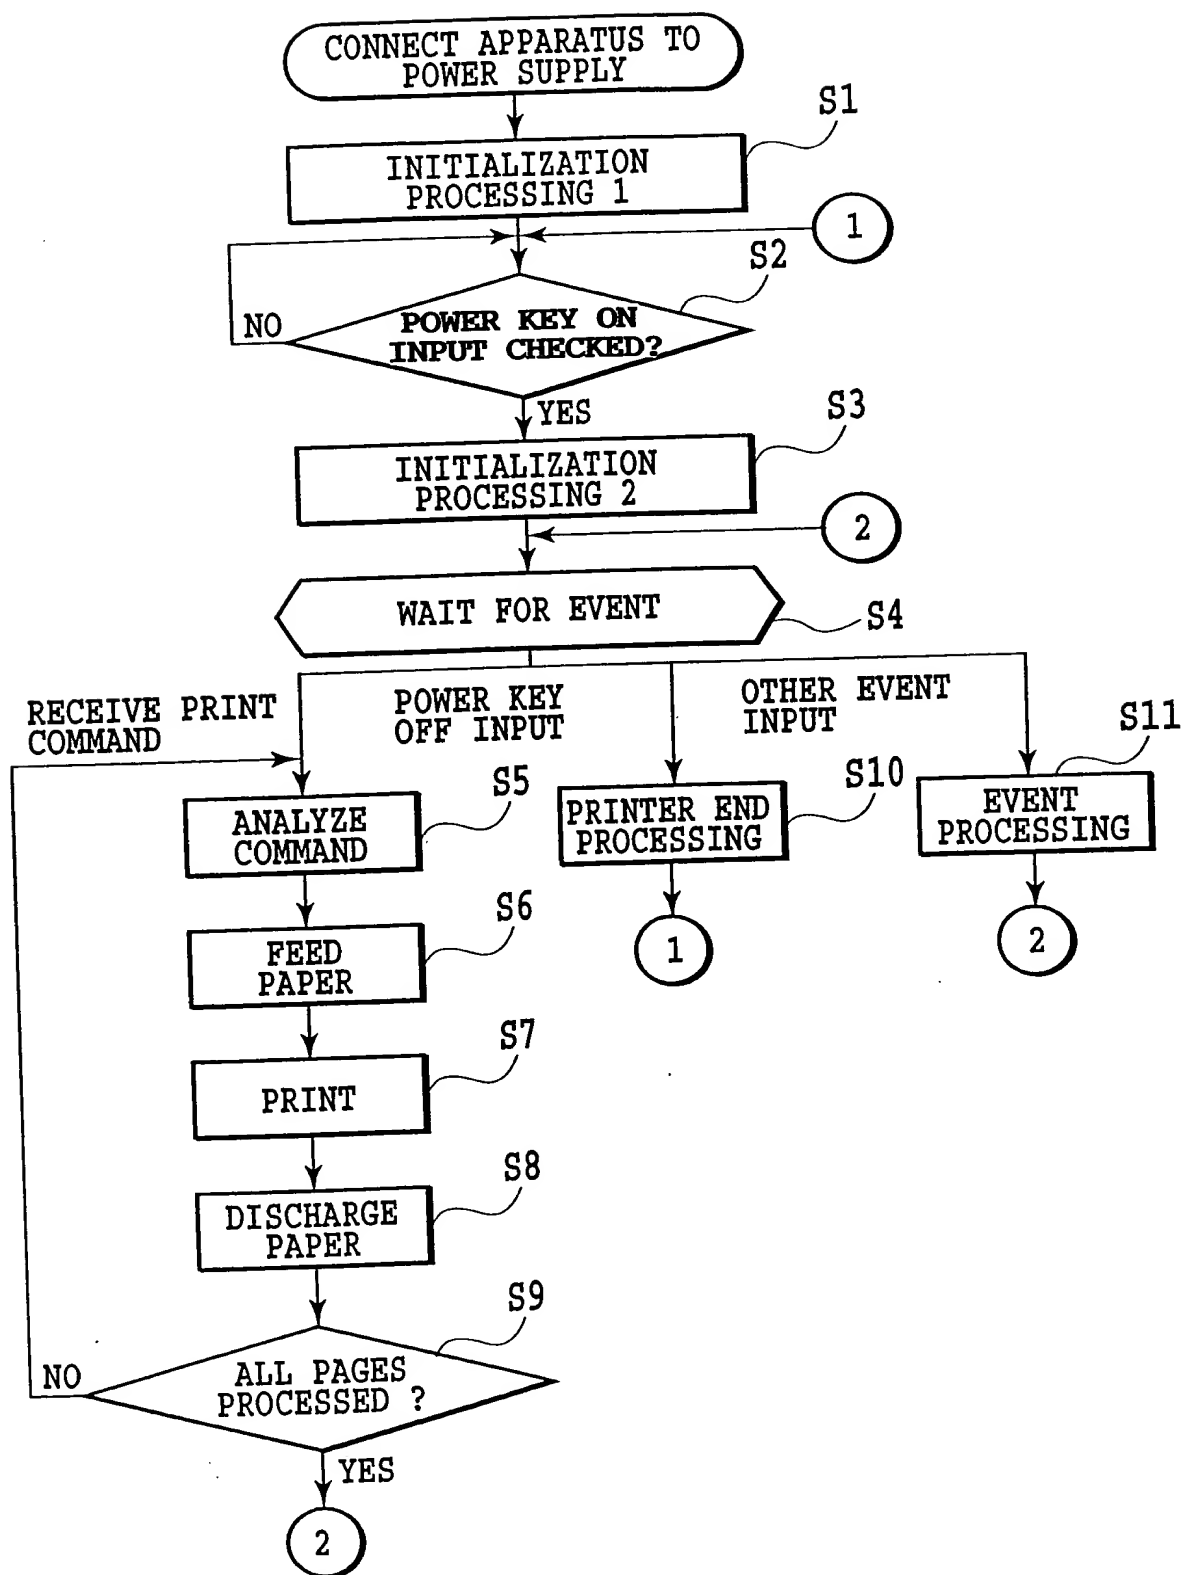 CONNECT APPARATUS TO
POWER SUPPLY
S1
INITIALIZATION
PROCESSING 1
1
S2
NO
POWER KEY ON
INPUT CHECKED?
YES
S3
INITIALIZATION
PROCESSING 2
2
WAIT FOR EVENT
S4
RECEIVE PRINT
COMMAND
POWER KEY
OFF INPUT
OTHER EVENT
INPUT
S11
S5
S10
ANALYZE
COMMAND
PRINTER END
PROCESSING
EVENT
PROCESSING
S6
1
2
FEED
PAPER
S7
PRINT
S8
DISCHARGE
PAPER
S9
NO
ALL PAGES
PROCESSED ?
YES
2